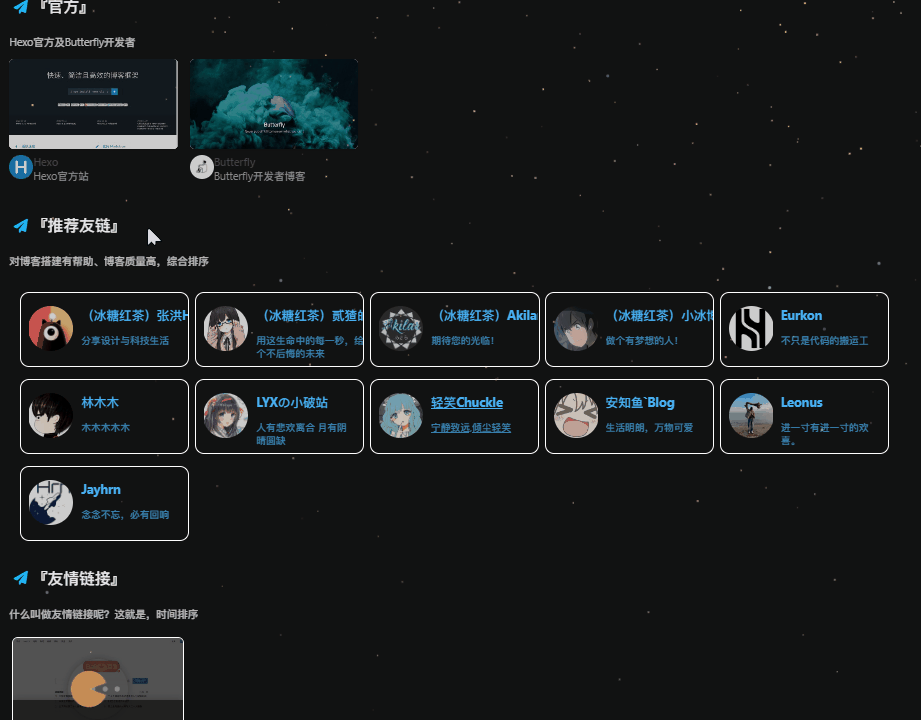 『官方』
Hexo官方及Butterfly开发者
快速、简洁且高效的博客框架
Butterfly
Hexo
Hexo官方站
Butterfly
Butterfly开发者博客
『推荐友链』
对博客搭建有帮助、博客质量高，综合排序
（冰糖红茶）张洪H
分享设计与科技生活
（冰糖红茶）贰猹的
用这生命中的每一秒，给
个不后悔的未来
（冰糖红茶）Akila
期待您的光临！
（冰糖红茶）小冰博
做个有梦想的人！
Eurkon
不只是代码的搬运工
林木木
木木木木木
LYXの小破站
人有悲欢离合 月有阴
晴圆缺
轻笑Chuckle
宁静致远,倾尘轻笑
安知鱼`Blog
生活明朗，万物可爱
Leonus
进一寸有进一寸的欢
喜。
Jayhrn
念念不忘，必有回响
『友情链接』
什么叫做友情链接呢？这就是，时间排序